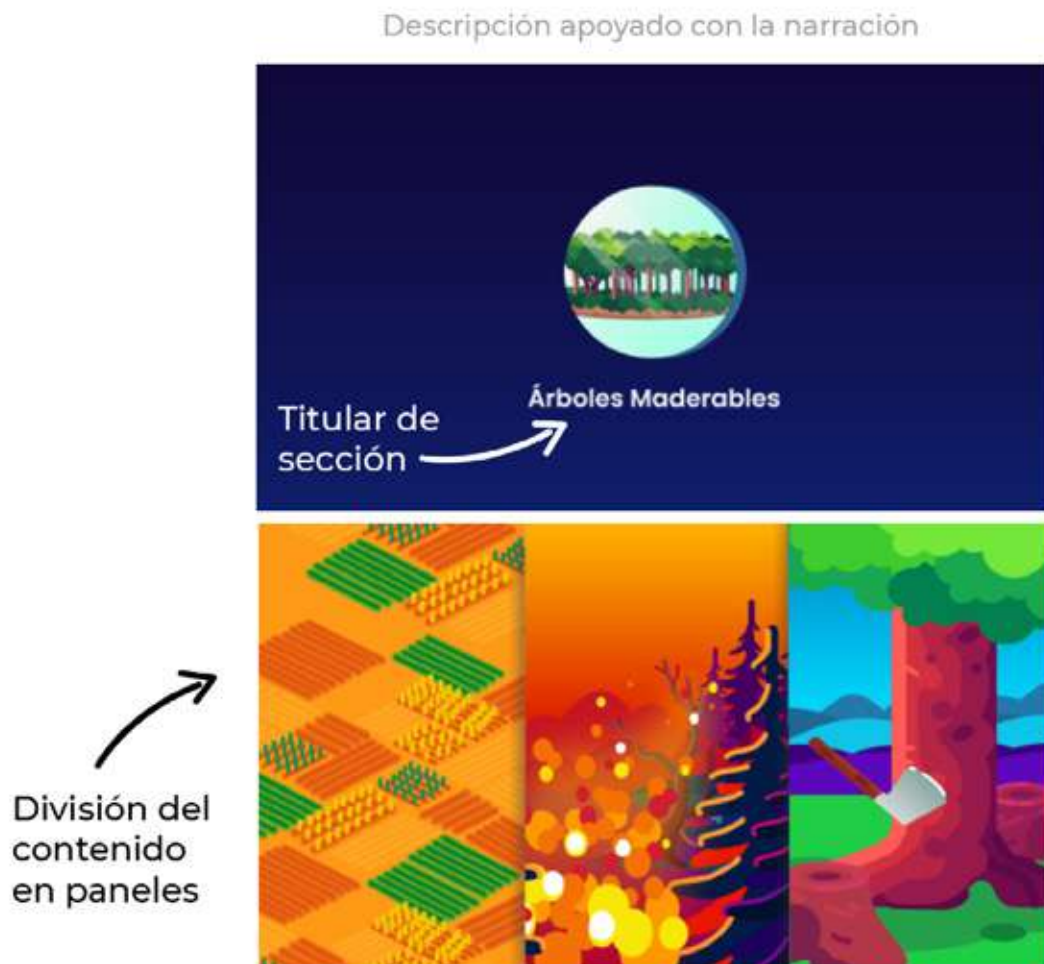 Descripción apoyado con la narración
Árboles Maderables
Titular de
sección
División del
contenido
en paneles